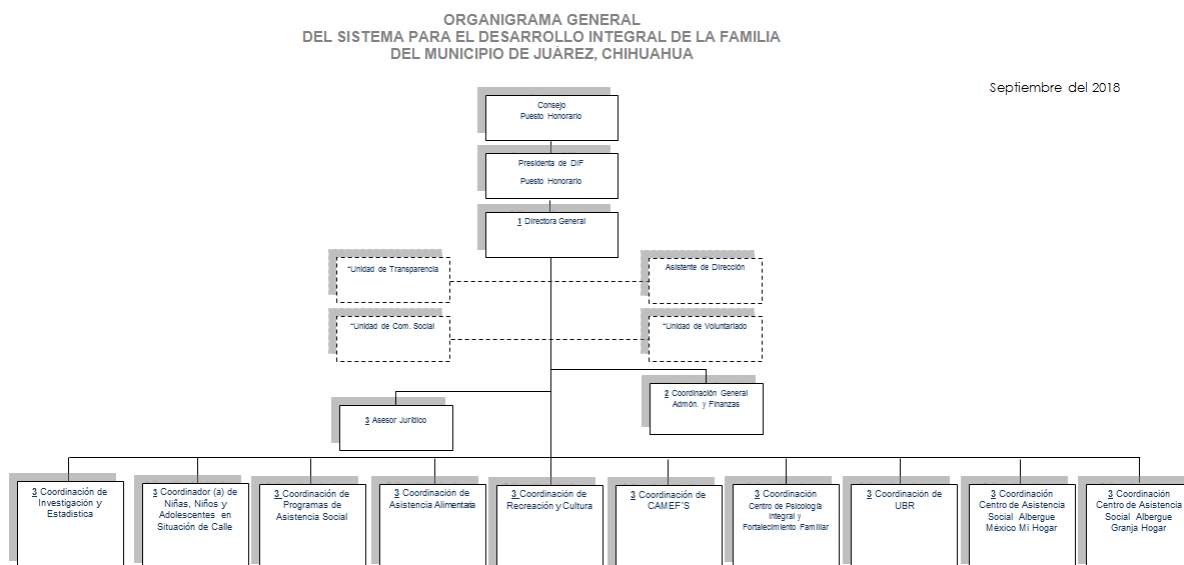 ORGANIGRAMA GENERAL
DEL SISTEMA PARA EL DESARROLLO INTEGRAL DE LA FAMILIA
DEL MUNICIPIO DE JUÁREZ, CHIHUAHUA
Septiembre del 2018
Consejo
Puesto Honorario
Presidenta de DIF
Puesto Honorario
1 Directora General
*Unidad de Transparencia
Asistente de Dirección
*Unidad de Com. Social
*Unidad de Voluntariado
2 Coordinación General
Admón. y Finanzas
3 Asesor Jurídico
3 Coordinación de
Investigación y
Estadística
3 Coordinador (a) de
Niñas, Niños y
Adolescentes en
Situación de Calle
3 Coordinación de
Programas de
Asistencia Social
3 Coordinación de
Asistencia Alimentaria
3 Coordinación de
Recreación y Cultura
3 Coordinación de
CAMEF'S
3 Coordinación
Centro de Psicología
Integral y
Fortalecimiento Familiar
3 Coordinación de
UBR
3 Coordinación
Centro de Asistencia
Social Albergue
México Mi Hogar
3 Coordinación
Centro de Asistencia
Social Albergue
Granja Hogar